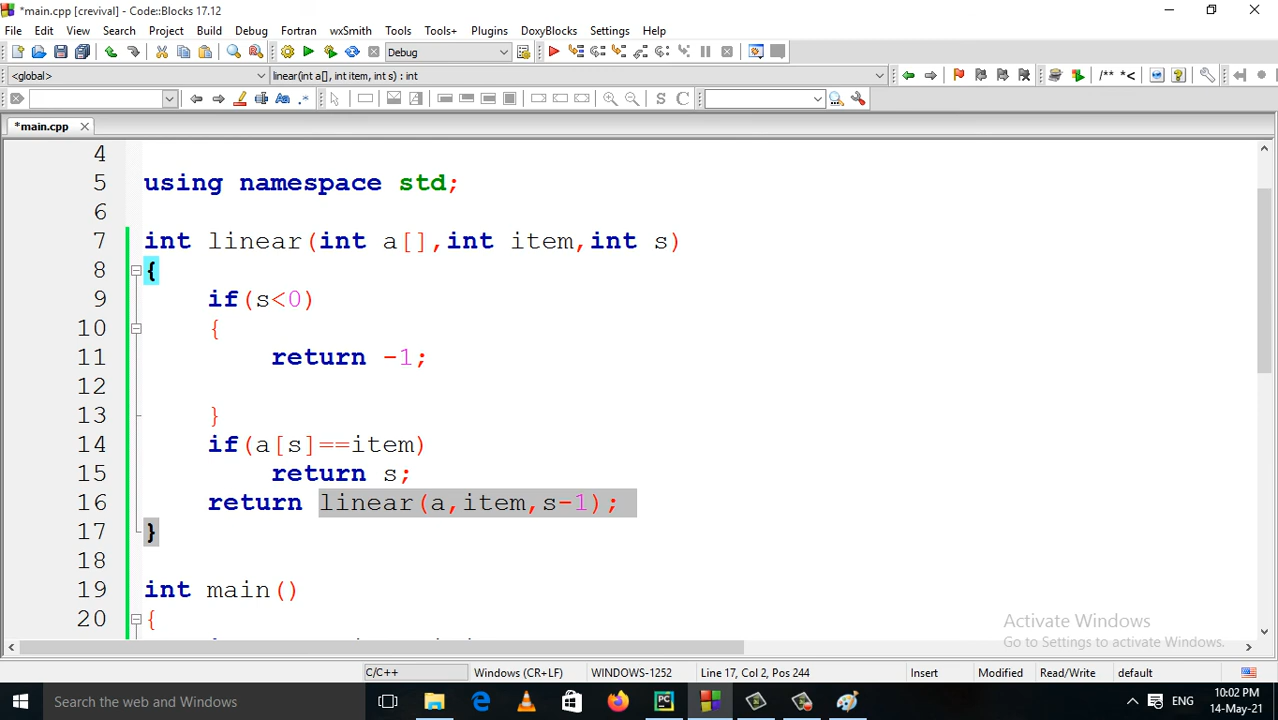 *main.cpp [crevival] - Code::Blocks 17.12
File Edit View Search Project Build Debug Fortran wxSmith Tools Tools+ Plugins DoxyBlocks Settings Help
Debug
<global> linear(int a[], int item, int s) : int
/** *<
Aa .* S C
*main.cpp
4
5 using namespace std;
6
7 int linear(int a[],int item,int s)
8 {
9 if(s<0)
10 {
11 return -1;
12
13 }
14 if(a[s]==item)
15 return s;
16 return linear(a,item,s-1);
17 }
18
19 int main()
20 {
Activate Windows
Go to Settings to activate Windows.
C/C++ Windows (CR+LF) WINDOWS-1252 Line 17, Col 2, Pos 244 Insert Modified Read/Write default
Search the web and Windows
PC
ENG
10:02 PM
14-May-21